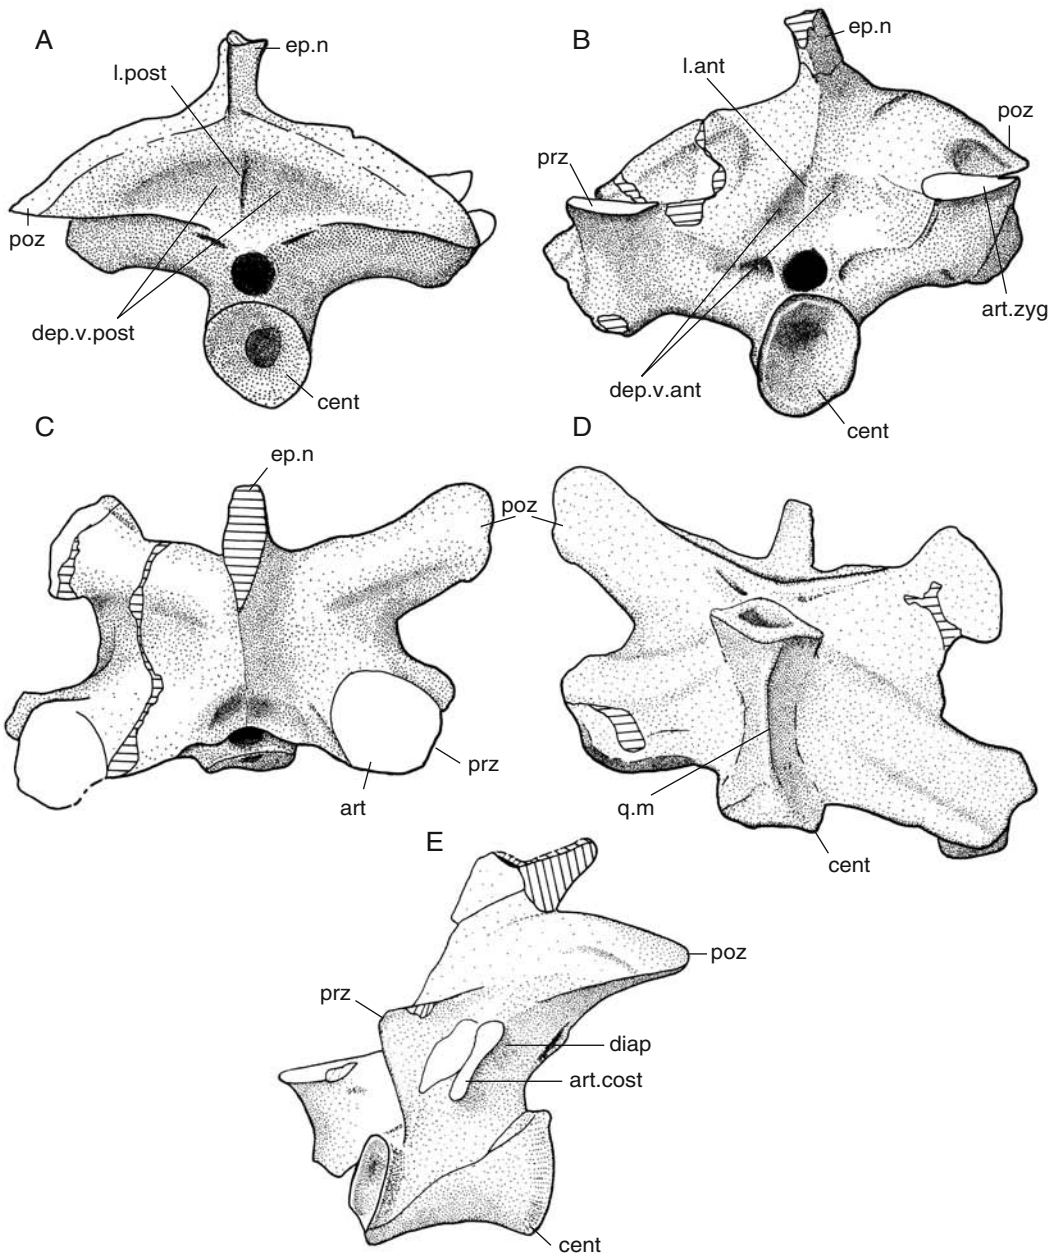 A
ep.n
l.post
poz
dep.v.post
cent
B
ep.n
l.ant
poz
prz
art.zyg
dep.v.ant
cent
C
ep.n
poz
prz
art
D
q.m
cent
E
poz
prz
diap
art.cost
cent